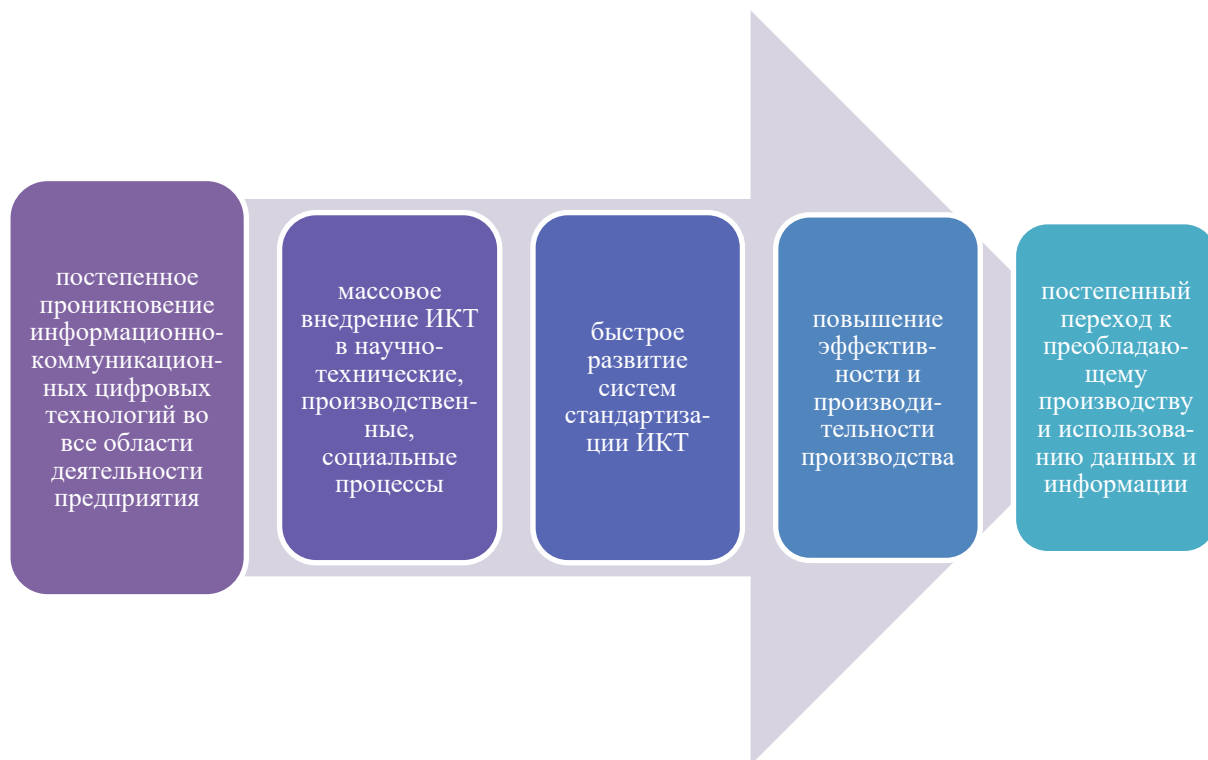 постепенное
проникновение
информационно-
коммуникацион-
ных цифровых
технологий во
все области
деятельности
предприятия
массовое
внедрение ИКТ
в научно-
технические,
производствен-
ные,
социальные
процессы
быстрое
развитие
систем
стандартиза-
ции ИКТ
повышение
эффектив-
ности и
производи-
тельности
производства
постепенный
переход к
преобладаю-
щему
производству
и использова-
нию данных и
информации